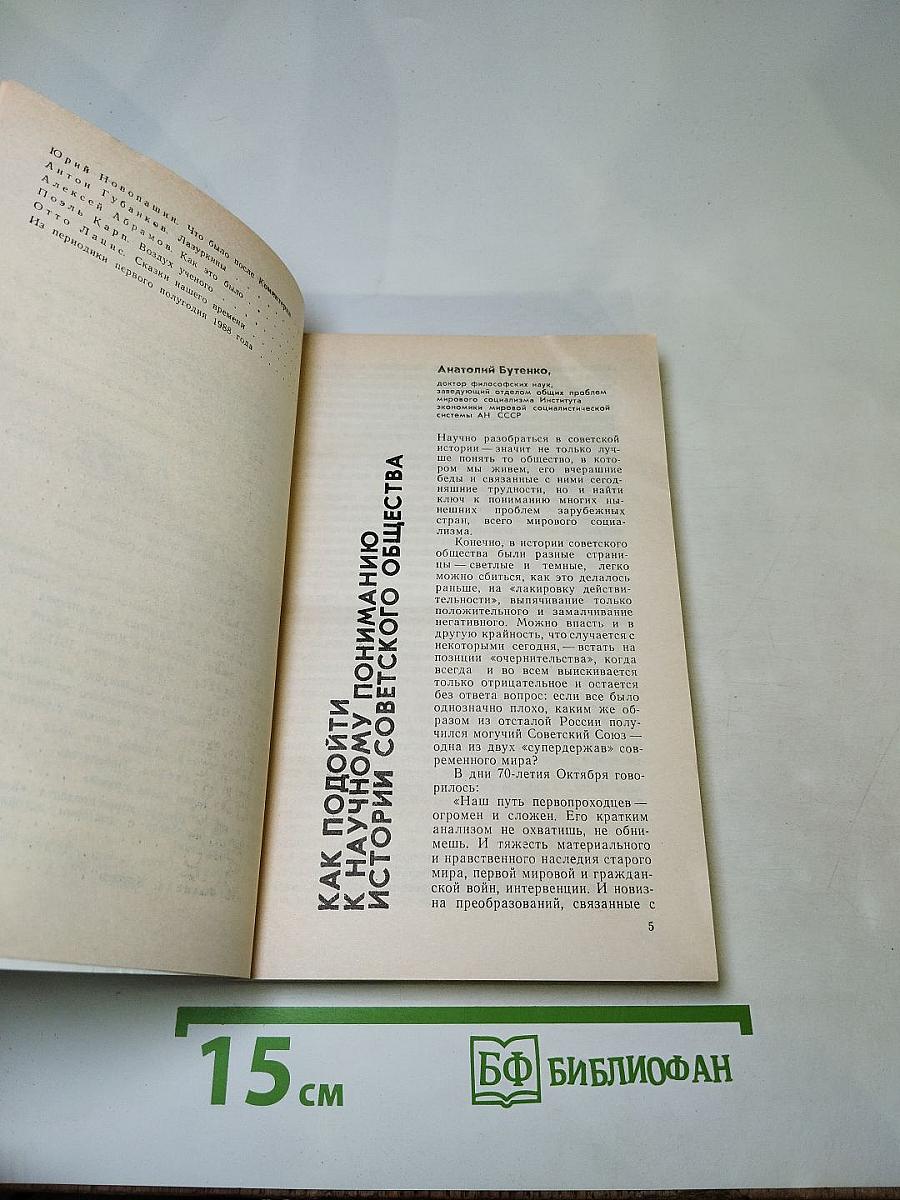 Юрий Новопашин. Что было после Коминтерна
Антон Губанков. Лазуркины . . . .
Алексей Абрамов. Как это было . . . .
Поэль Карп. Воздух ученого . . . .
Отто Лацис. Сказки нашего времени . .
Из периодики первого полугодия 1988 года .
Анатолий Бутенко,
доктор философских наук,
заведующий отделом общих проблем
мирового социализма Института
экономики мировой социалистической
системы АН СССР
КАК ПОДОЙТИ
К НАУЧНОМУ ПОНИМАНИЮ
ИСТОРИИ СОВЕТСКОГО ОБЩЕСТВА
Научно разобраться в советской
истории — значит не только луч-
ше понять то общество, в кото-
ром мы живем, его вчерашние
беды и связанные с ними сегод-
няшние трудности, но и найти
ключ к пониманию многих ны-
нешних проблем зарубежных
стран, всего мирового социа-
лизма.
Конечно, в истории советского
общества были разные страни-
цы — светлые и темные, легко
можно сбиться, как это делалось
раньше, на «лакировку действи-
тельности», выпячивание только
положительного и замалчивание
негативного. Можно впасть и в
другую крайность, что случается с
некоторыми сегодня, — встать на
позиции «очернительства», когда
всегда и во всем выискивается
только отрицательное и остается
без ответа вопрос: если все было
однозначно плохо, каким же об-
разом из отсталой России полу-
чился могучий Советский Союз —
одна из двух «супердержав» сов-
ременного мира?
В дни 70-летия Октября гово-
рилось:
«Наш путь первопроходцев —
огромен и сложен. Его кратким
анализом не охватишь, не обни-
мешь. И тяжесть материального
и нравственного наследия старого
мира, первой мировой и граждан-
ской войн, интервенции. И новиз-
на преобразований, связанные с
5
15 см
БФ БИБЛИОФАН